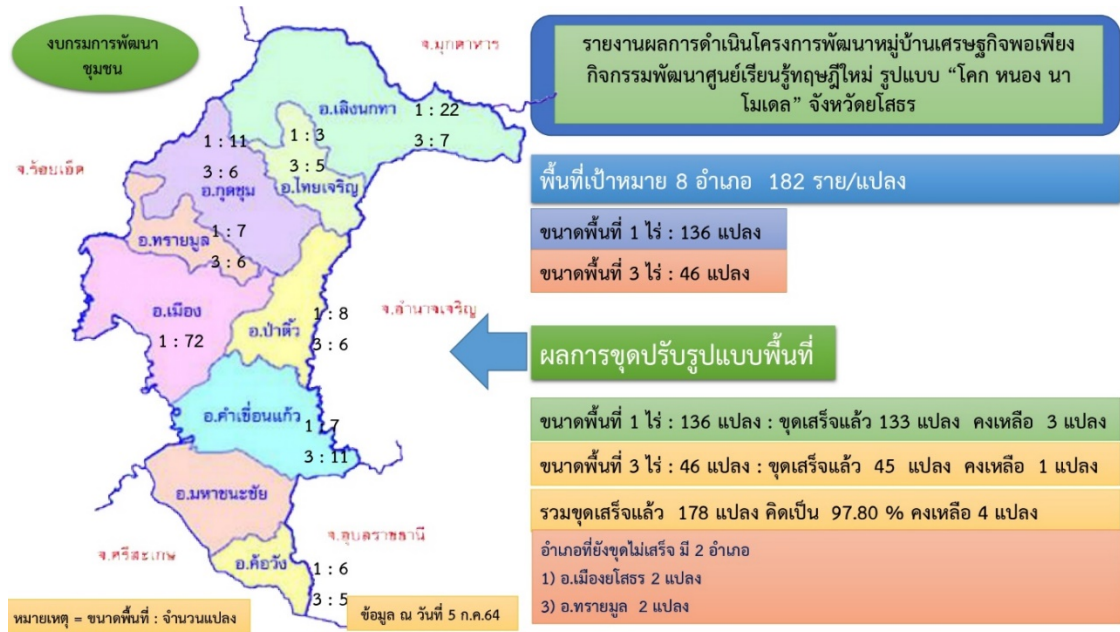 งบกรมการพัฒนา
ชุมชน
จ.มุกดาหาร
รายงานผลการดำเนินโครงการพัฒนาหมู่บ้านเศรษฐกิจพอเพียง
กิจกรรมพัฒนาศูนย์เรียนรู้ทฤษฎีใหม่ รูปแบบ “โคก หนอง นา
โมเดล” จังหวัดยโสธร
อ.เลิงนกทา
1 : 22
3 : 7
1 : 11
3 : 6
อ.กุดชุม
1 : 3
3 : 5
อ.ไทยเจริญ
จ.ร้อยเอ็ด
พื้นที่เป้าหมาย 8 อำเภอ 182 ราย/แปลง
ขนาดพื้นที่ 1 ไร่ : 136 แปลง
ขนาดพื้นที่ 3 ไร่ : 46 แปลง
1 : 7
อ.ทรายมูล
3 : 6
อ.เมือง
1 : 72
อ.ป่าติ้ว
1 : 8
3 : 6
จ.อำนาจเจริญ
ผลการขุดปรับรูปแบบพื้นที่
อ.คำเขื่อนแก้ว
1 : 7
3 : 11
ขนาดพื้นที่ 1 ไร่ : 136 แปลง : ขุดเสร็จแล้ว 133 แปลง คงเหลือ 3 แปลง
ขนาดพื้นที่ 3 ไร่ : 46 แปลง : ขุดเสร็จแล้ว 45 แปลง คงเหลือ 1 แปลง
รวมขุดเสร็จแล้ว 178 แปลง คิดเป็น 97.80 % คงเหลือ 4 แปลง
อำเภอที่ยังขุดไม่เสร็จ มี 2 อำเภอ
1) อ.เมืองยโสธร 2 แปลง
3) อ.ทรายมูล 2 แปลง
อ.มหาชนะชัย
จ.ศรีสะเกษ
จ.อุบลราชธานี
อ.ค้อวัง
1 : 6
3 : 5
หมายเหตุ = ขนาดพื้นที่ : จำนวนแปลง
ข้อมูล ณ วันที่ 5 ก.ค.64